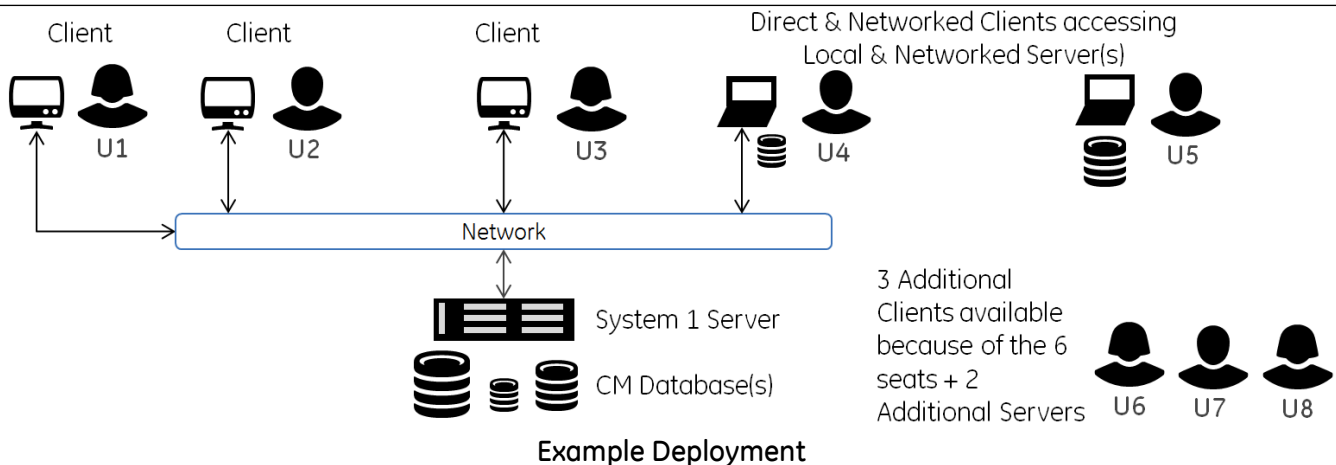 Client
Client
Client
Direct & Networked Clients accessing
Local & Networked Server(s)
U1
U2
U3
U4
U5
Network
System 1 Server
CM Database(s)
3 Additional
Clients available
because of the 6
seats + 2
Additional Servers
U6
U7
U8
Example Deployment